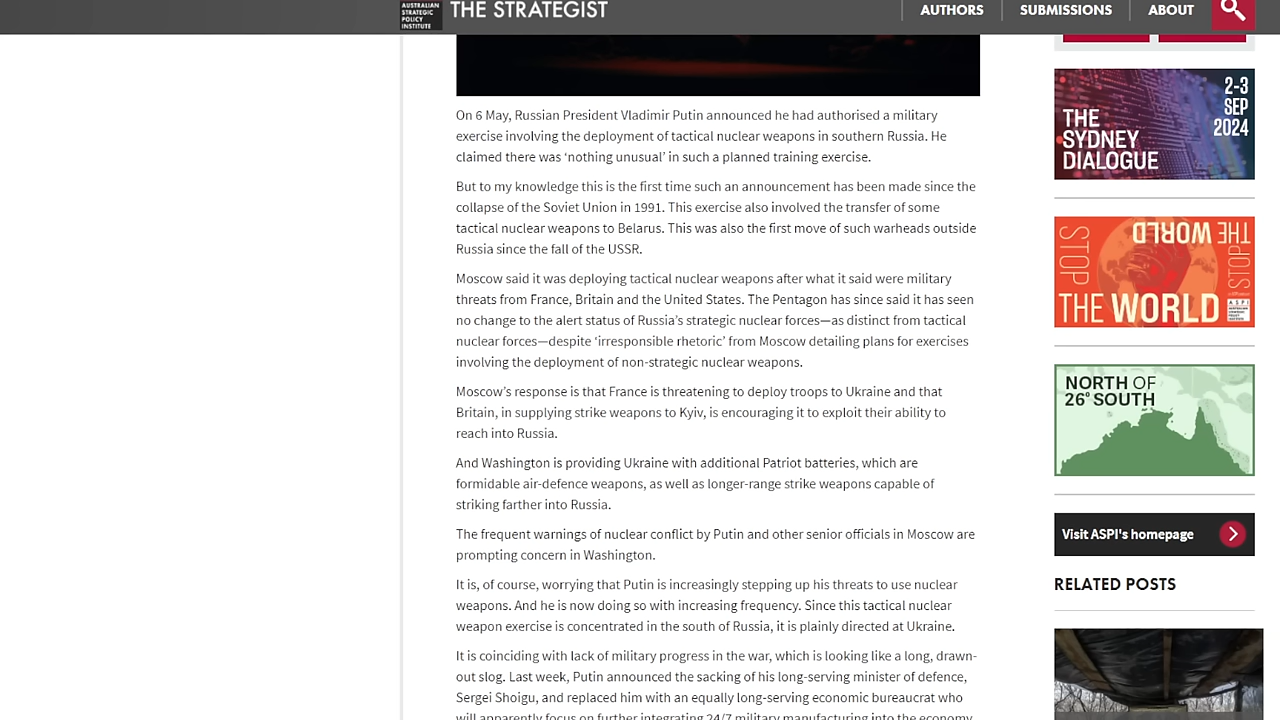 AUSTRALIAN
STRATEGIC
POLICY
INSTITUTE
THE STRATEGIST
AUTHORS
SUBMISSIONS
ABOUT
On 6 May, Russian President Vladimir Putin announced he had authorised a military
exercise involving the deployment of tactical nuclear weapons in southern Russia. He
claimed there was ‘nothing unusual’ in such a planned training exercise.
But to my knowledge this is the first time such an announcement has been made since the
collapse of the Soviet Union in 1991. This exercise also involved the transfer of some
tactical nuclear weapons to Belarus. This was also the first move of such warheads outside
Russia since the fall of the USSR.
Moscow said it was deploying tactical nuclear weapons after what it said were military
threats from France, Britain and the United States. The Pentagon has since said it has seen
no change to the alert status of Russia’s strategic nuclear forces—as distinct from tactical
nuclear forces—despite ‘irresponsible rhetoric’ from Moscow detailing plans for exercises
involving the deployment of non-strategic nuclear weapons.
Moscow’s response is that France is threatening to deploy troops to Ukraine and that
Britain, in supplying strike weapons to Kyiv, is encouraging it to exploit their ability to
reach into Russia.
And Washington is providing Ukraine with additional Patriot batteries, which are
formidable air-defence weapons, as well as longer-range strike weapons capable of
striking farther into Russia.
The frequent warnings of nuclear conflict by Putin and other senior officials in Moscow are
prompting concern in Washington.
It is, of course, worrying that Putin is increasingly stepping up his threats to use nuclear
weapons. And he is now doing so with increasing frequency. Since this tactical nuclear
weapon exercise is concentrated in the south of Russia, it is plainly directed at Ukraine.
It is coinciding with lack of military progress in the war, which is looking like a long, drawn-
out slog. Last week, Putin announced the sacking of his long-serving minister of defence,
Sergei Shoigu, and replaced him with an equally long-serving economic bureaucrat who
will apparently focus on further integrating 24/7 military manufacturing into the economy
2-3
SEP
2024
THE
SYDNEY
DIALOGUE
STOP
THE WORLD
STOP
THE WORLD
ASPI
NORTH OF
26° SOUTH
Visit ASPI's homepage
RELATED POSTS